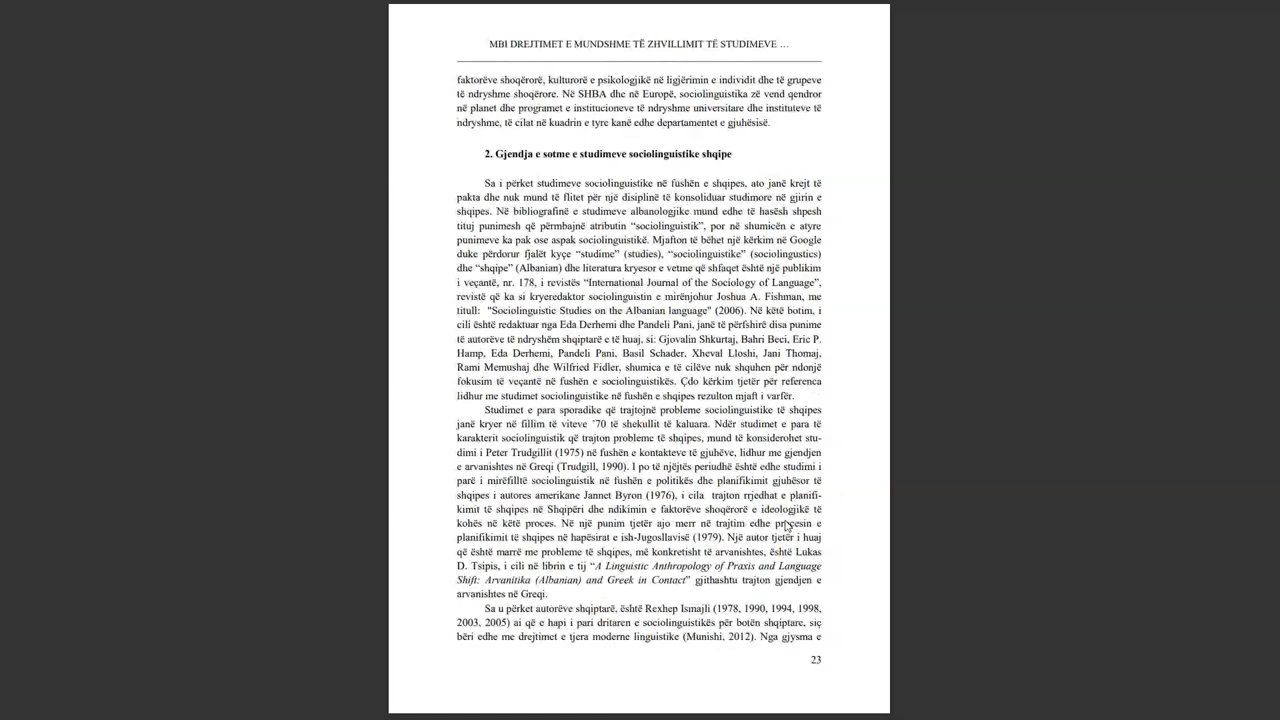 MBI DREJTIMET E MUNDSHME TË ZHVILLIMIT TË STUDIMEVE …
faktorëve shoqërorë, kulturorë e psikologjikë në ligjërimin e individit dhe të grupeve
të ndryshme shoqërore. Në SHBA dhe në Europë, sociolinguistika zë vend qendror
në planet dhe programet e institucioneve të ndryshme universitare dhe instituteve të
ndryshme, të cilat në kuadrin e tyre kanë edhe departamentet e gjuhësisë.
2. Gjendja e sotme e studimeve sociolinguistike shqipe
Sa i përket studimeve sociolinguistike në fushën e shqipes, ato janë krejt të
pakta dhe nuk mund të flitet për një disiplinë të konsoliduar studimore në gjirin e
shqipes. Në bibliografinë e studimeve albanologjike mund edhe të hasësh shpesh
tituj punimesh që përmbajnë atributin “sociolinguistik”, por në shumicën e atyre
punimeve ka pak ose aspak sociolinguistikë. Mjafton të bëhet një kërkim në Google
duke përdorur fjalët kyçe “studime” (studies), “sociolinguistike” (sociolingustics)
dhe “shqipe” (Albanian) dhe literatura kryesor e vetme që shfaqet është një publikim
i veçantë, nr. 178, i revistës “International Journal of the Sociology of Language”,
revistë që ka si kryeredaktor sociolinguistin e mirënjohur Joshua A. Fishman, me
titull: "Sociolinguistic Studies on the Albanian language" (2006). Në këtë botim, i
cili është redaktuar nga Eda Derhemi dhe Pandeli Pani, janë të përfshirë disa punime
të autorëve të ndryshëm shqiptarë e të huaj, si: Gjovalin Shkurtaj, Bahri Beci, Eric P.
Hamp, Eda Derhemi, Pandeli Pani, Basil Schader, Xheval Lloshi, Jani Thomaj,
Rami Memushaj dhe Wilfried Fidler, shumica e të cilëve nuk shquhen për ndonjë
fokusim të veçantë në fushën e sociolinguistikës. Çdo kërkim tjetër për referenca
lidhur me studimet sociolinguistike në fushën e shqipes rezulton mjaft i varfër.
Studimet e para sporadike që trajtojnë probleme sociolinguistike të shqipes
janë kryer në fillim të viteve ’70 të shekullit të kaluara. Ndër studimet e para të
karakterit sociolinguistik që trajton probleme të shqipes, mund të konsiderohet stu-
dimi i Peter Trudgillit (1975) në fushën e kontakteve të gjuhëve, lidhur me gjendjen
e arvanishtes në Greqi (Trudgill, 1990). I po të njëjtës periudhë është edhe studimi i
parë i mirëfilltë sociolinguistik në fushën e politikës dhe planifikimit gjuhësor të
shqipes i autores amerikane Jannet Byron (1976), i cila trajton rrjedhat e planifi-
kimit të shqipes në Shqipëri dhe ndikimin e faktorëve shoqërorë e ideologjikë të
kohës në këtë proces. Në një punim tjetër ajo merr në trajtim edhe procesin e
planifikimit të shqipes në hapësirat e ish-Jugosllavisë (1979). Një autor tjetër i huaj
që është marrë me probleme të shqipes, më konkretisht të arvanishtes, është Lukas
D. Tsipis, i cili në librin e tij “A Linguistic Anthropology of Praxis and Language
Shift: Arvanitika (Albanian) and Greek in Contact” gjithashtu trajton gjendjen e
arvanishtes në Greqi.
Sa u përket autorëve shqiptarë, është Rexhep Ismajli (1978, 1990, 1994, 1998,
2003, 2005) ai që e hapi i pari dritaren e sociolinguistikës për botën shqiptare, siç
bëri edhe me drejtimet e tjera moderne linguistike (Munishi, 2012). Nga gjysma e
23